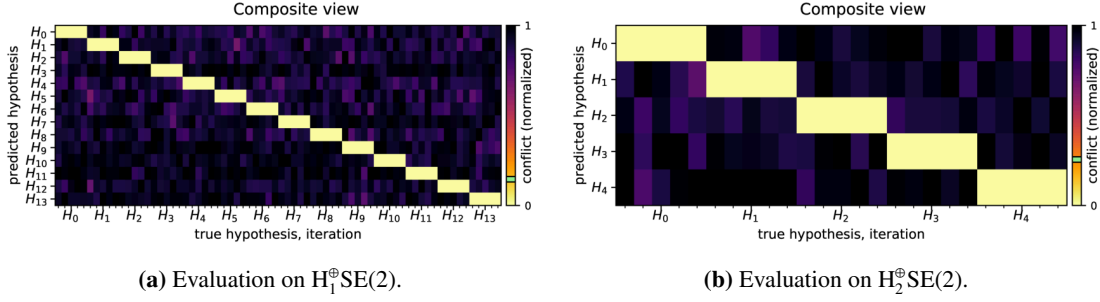 Composite view
predicted hypothesis
H₀
H₁
H₂
H₃
H₄
H₅
H₆
H₇
H₈
H₉
H₁₀
H₁₁
H₁₂
H₁₃
H₀ H₁ H₂ H₃ H₄ H₅ H₆ H₇ H₈ H₉ H₁₀ H₁₁ H₁₂ H₁₃
true hypothesis, iteration
1
0
conflict (normalized)
(a) Evaluation on H₁^⊕SE(2).
Composite view
predicted hypothesis
H₀
H₁
H₂
H₃
H₄
H₀ H₁ H₂ H₃ H₄
true hypothesis, iteration
1
0
conflict (normalized)
(b) Evaluation on H₂^⊕SE(2).